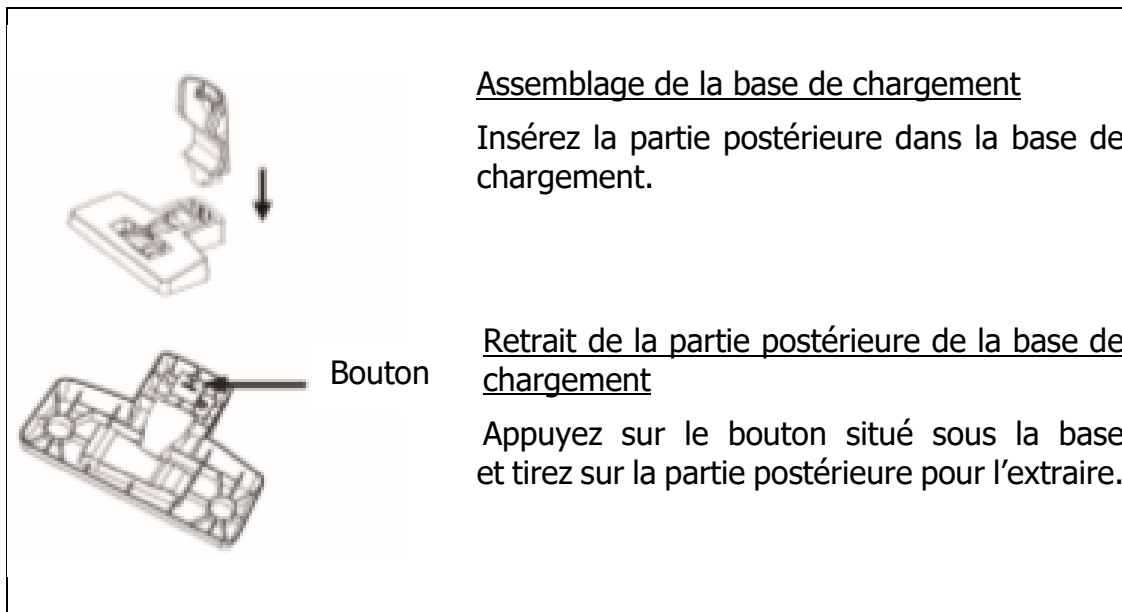 Assemblage de la base de chargement
Insérez la partie postérieure dans la base de
chargement.
Bouton
Retrait de la partie postérieure de la base de
chargement
Appuyez sur le bouton situé sous la base
et tirez sur la partie postérieure pour l’extraire.